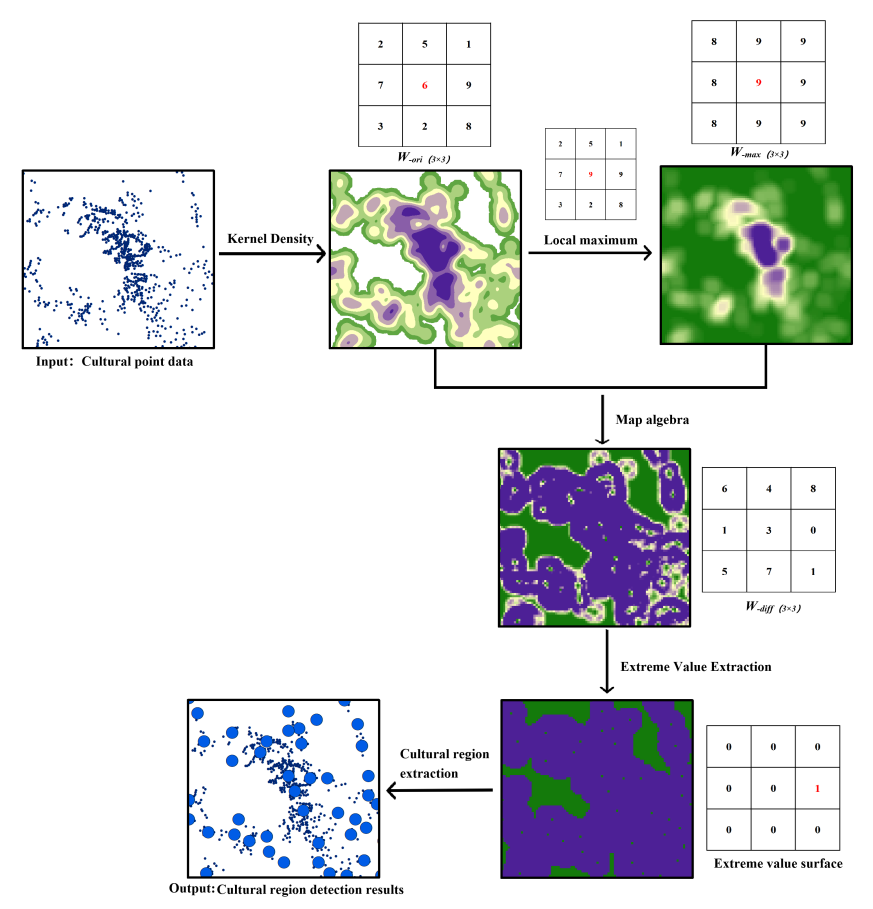 2 5 1
7 6 9
3 2 8
W-ori (3×3)
8 9 9
8 9 9
8 9 9
W-max (3×3)
2 5 1
7 9 9
3 2 8
Kernel Density
Local maximum
Input: Cultural point data
Map algebra
6 4 8
1 3 0
5 7 1
W-diff (3×3)
Extreme Value Extraction
Cultural region
extraction
0 0 0
0 0 1
0 0 0
Extreme value surface
Output: Cultural region detection results